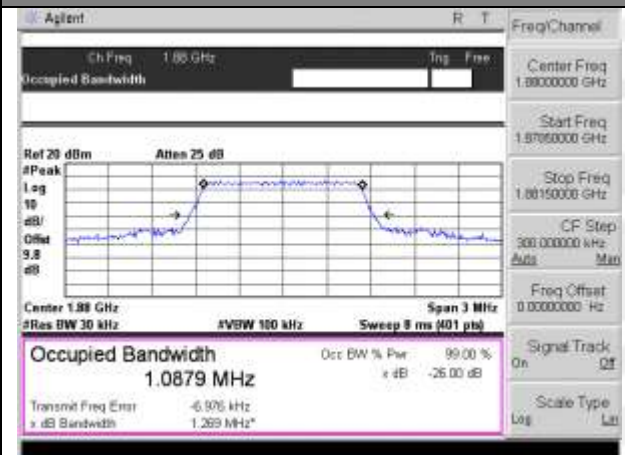 Agilent R T
Freq/Channel
Ch Freq 1.88 GHz Trig Free
Occupied Bandwidth
Center Freq
1.88000000 GHz
Start Freq
1.87850000 GHz
Stop Freq
1.88150000 GHz
CF Step
300.000000 kHz
Auto Man
Freq Offset
0.00000000 Hz
Signal Track
On Off
Scale Type
Log Lin
Ref 20 dBm Atten 25 dB
#Peak
Log
10
dB/
Offst
9.8
dB
Center 1.88 GHz Span 3 MHz
#Res BW 30 kHz #VBW 100 kHz Sweep 8 ms (401 pts)
Occupied Bandwidth Occ BW % Pwr 99.00 %
1.0879 MHz x dB -26.00 dB
Transmit Freq Error -6.976 kHz
x dB Bandwidth 1.269 MHz*